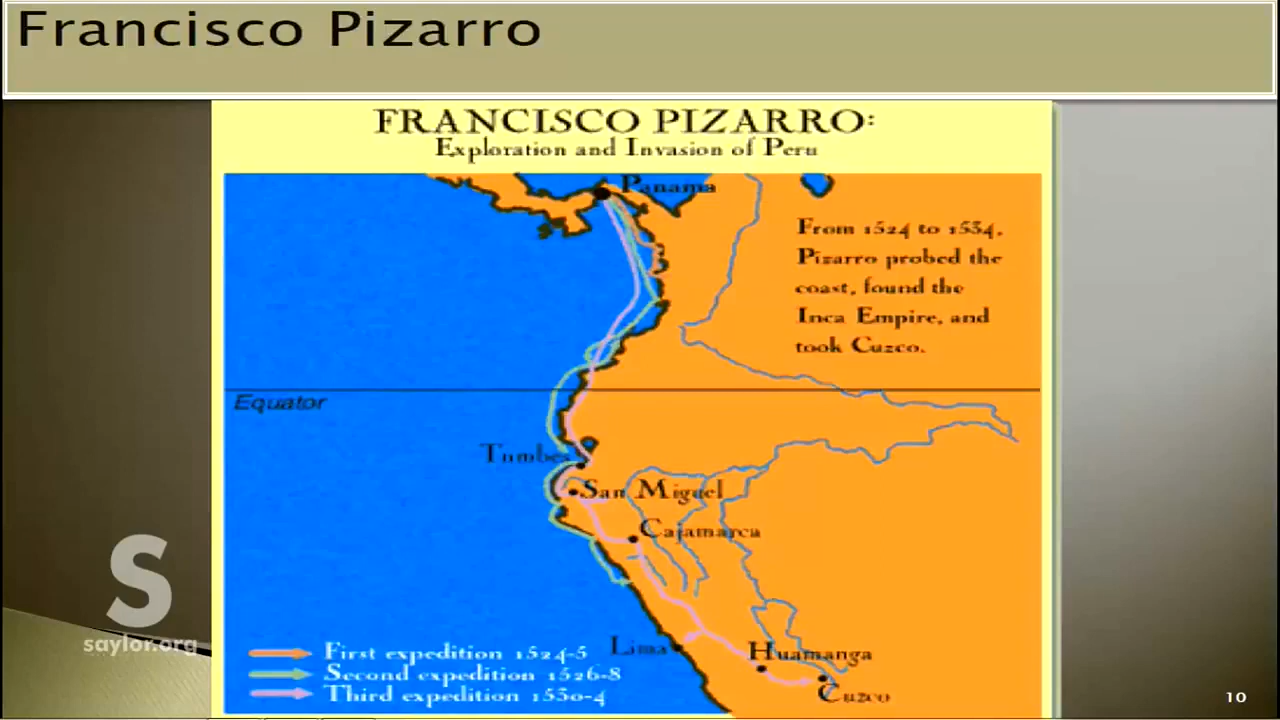 Francisco Pizarro
FRANCISCO PIZARRO:
Exploration and Invasion of Peru
Panama
From 1524 to 1534,
Pizarro probed the
coast, found the
Inca Empire, and
took Cuzco.
Equator
Tumbes
San Miguel
Cajamarca
Lima
Huamanga
Cuzco
First expedition 1524-5
Second expedition 1526-8
Third expedition 1530-4
S
saylor.org
10